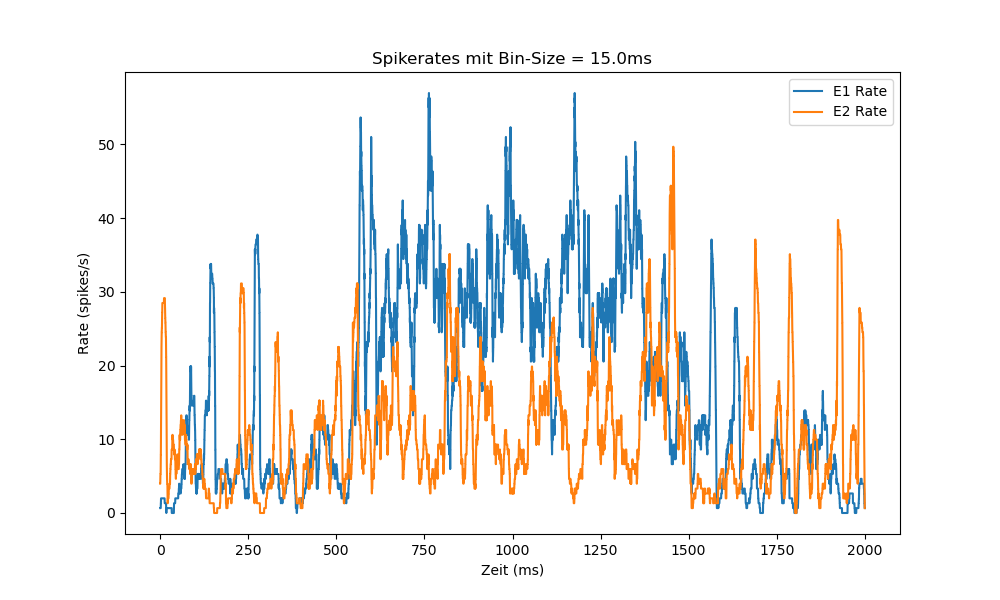 Spikerates mit Bin-Size = 15.0ms
E1 Rate
E2 Rate
Rate (spikes/s)
50
40
30
20
10
0
0 250 500 750 1000 1250 1500 1750 2000
Zeit (ms)